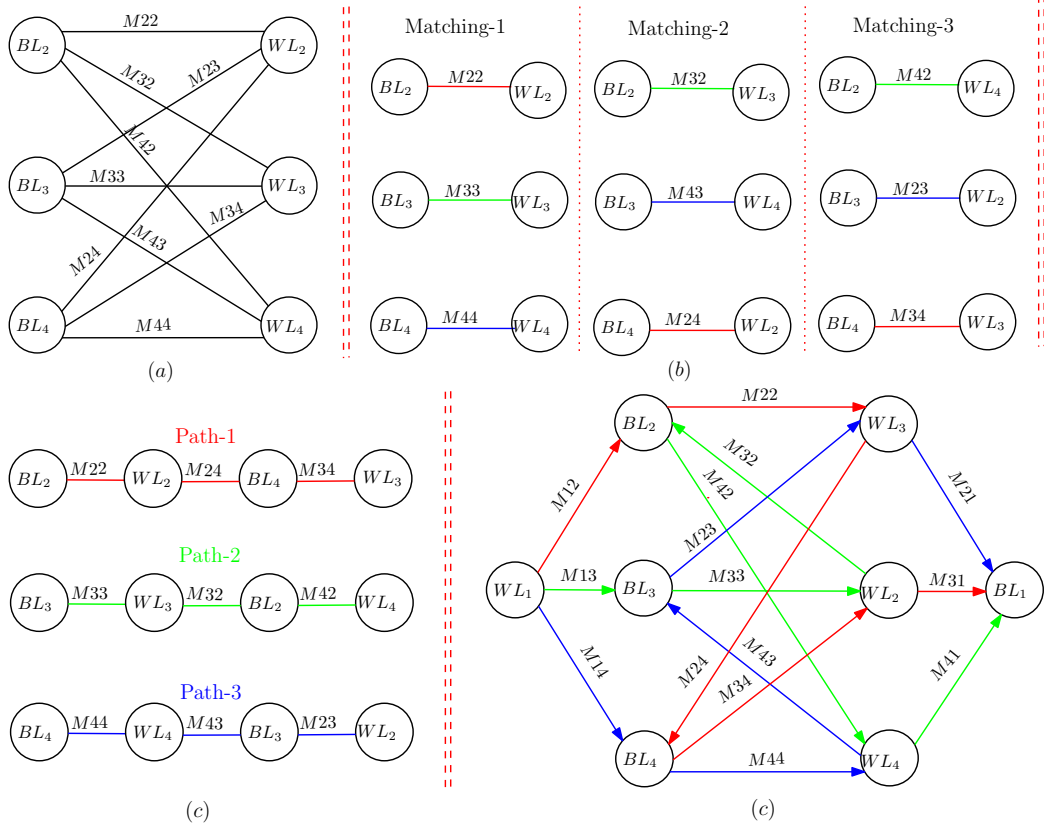 M22
BL2
WL2
M32
M23
M42
BL3
M33
WL3
M34
M24
M43
BL4
M44
WL4
(a)
Matching-1
BL2
M22
WL2
BL3
M33
WL3
BL4
M44
WL4
Matching-2
BL2
M32
WL3
BL3
M43
WL4
BL4
M24
WL2
Matching-3
BL2
M42
WL4
BL3
M23
WL2
BL4
M34
WL3
(b)
Path-1
BL2
M22
WL2
M24
BL4
M34
WL3
Path-2
BL3
M33
WL3
M32
BL2
M42
WL4
Path-3
BL4
M44
WL4
M43
BL3
M23
WL2
(c)
M22
BL2
WL3
M12
M32
M42
M21
M23
WL1
M13
BL3
M33
WL2
M31
BL1
M14
M24
M34
M43
M41
BL4
M44
WL4
(c)